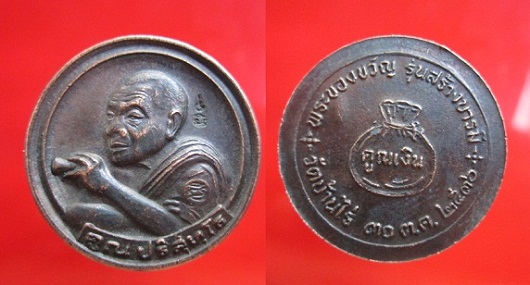 คูณ ปริสุทฺโธ
พระของขวัญ รุ่นสร้างบารมี
คูณเงิน
วัดบ้านไร่ ๓๐ ต.ค. ๒๕๓๖